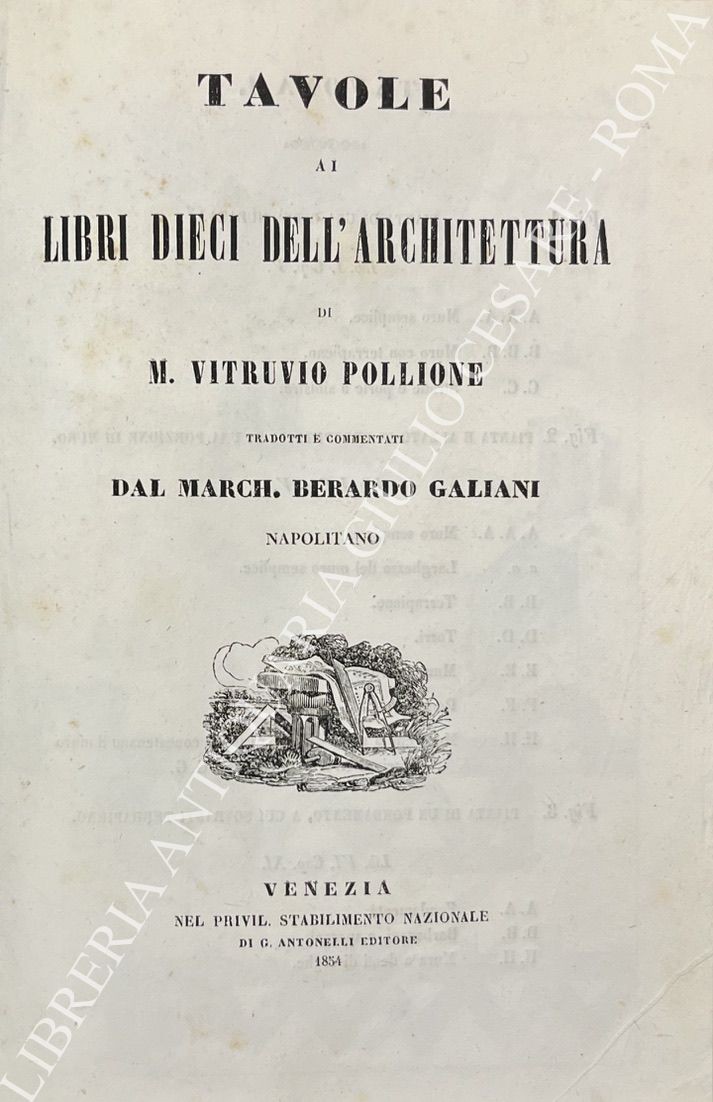 TAVOLE
AI
LIBRI DIECI DELL'ARCHITETTURA
DI
M. VITRUVIO POLLIONE
TRADOTTI E COMMENTATI
DAL MARCH. BERARDO GALIANI
NAPOLITANO
VENEZIA
NEL PRIVIL. STABILIMENTO NAZIONALE
DI G. ANTONELLI EDITORE
1854
LIBRERIA ANTIQUARIA GIULIO CESARE - ROMA